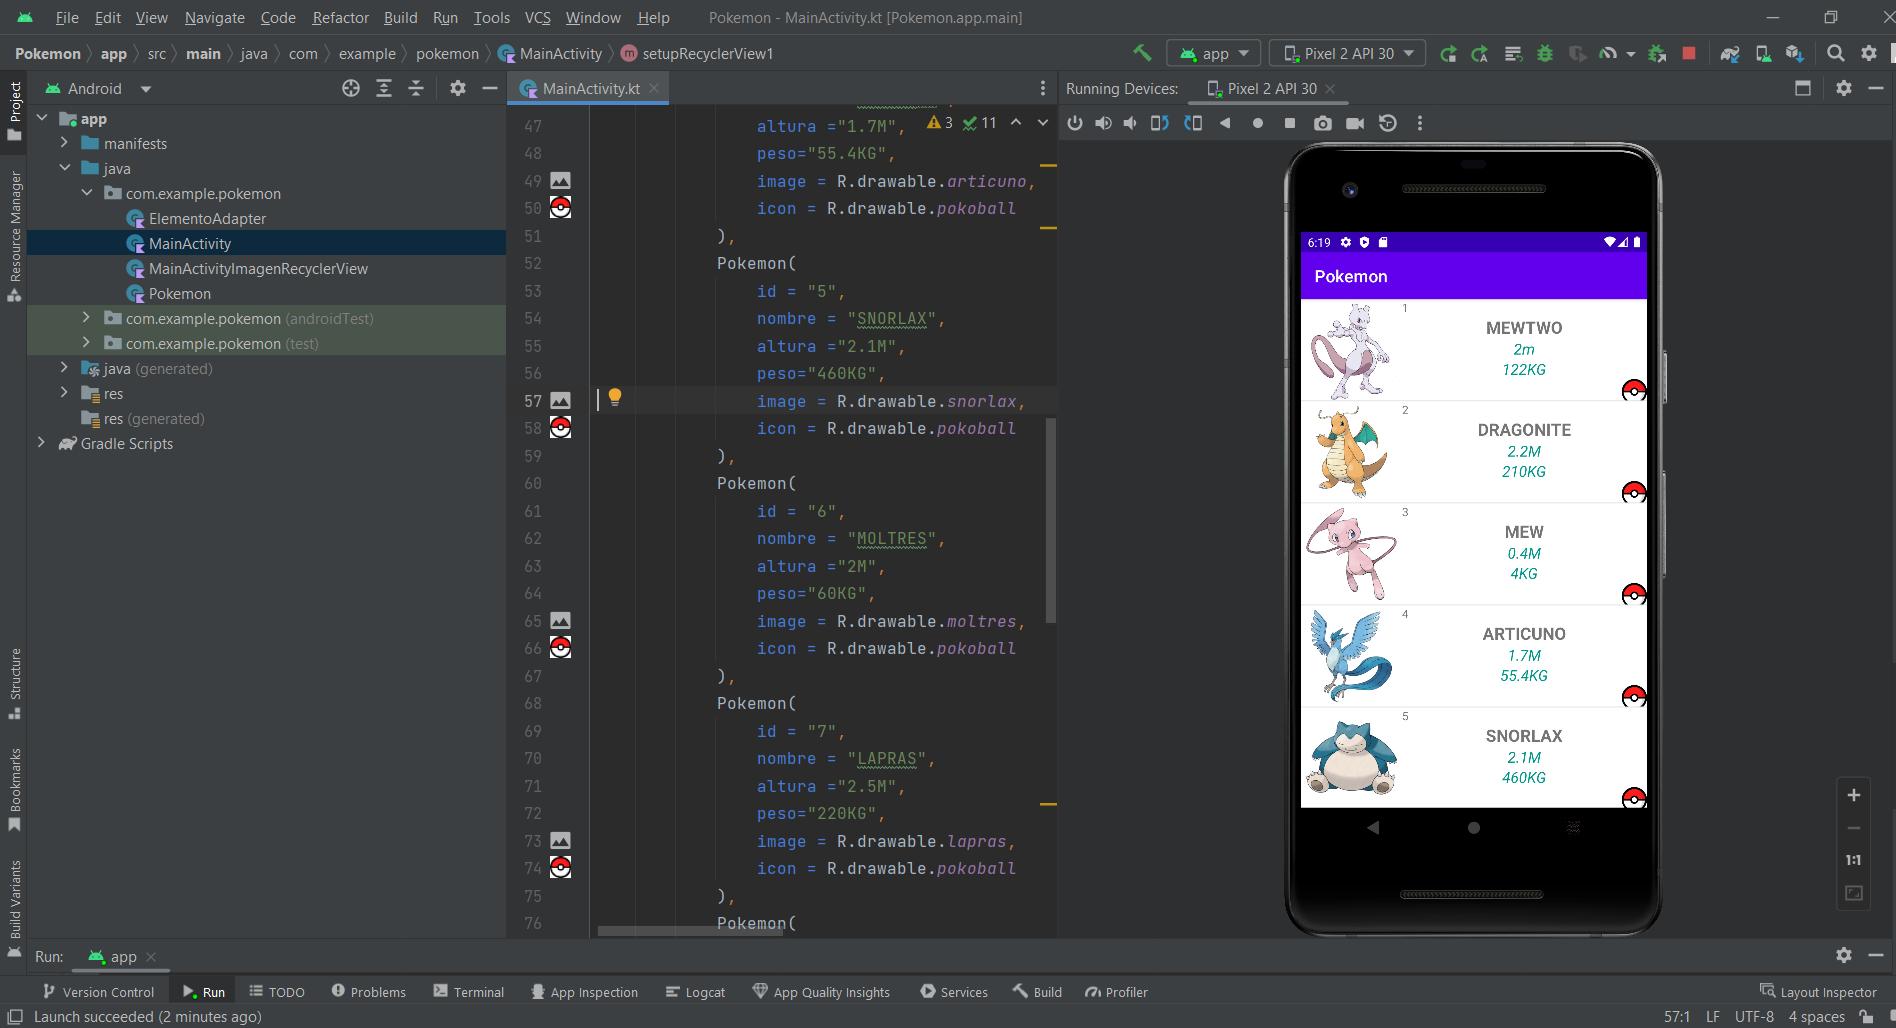 File Edit View Navigate Code Refactor Build Run Tools VCS Window Help Pokemon - MainActivity.kt [Pokemon.app.main]
Pokemon app src main java com example pokemon MainActivity m setupRecyclerView1 app Pixel 2 API 30
Project
Resource Manager
Structure
Bookmarks
Build Variants
Android
app
manifests
java
com.example.pokemon
ElementoAdapter
MainActivity
MainActivityImagenRecyclerView
Pokemon
com.example.pokemon (androidTest)
com.example.pokemon (test)
java (generated)
res
res (generated)
Gradle Scripts
MainActivity.kt
3 11
47 altura ="1.7M",
48 peso="55.4KG",
49 image = R.drawable.articuno,
50 icon = R.drawable.pokoball
51 ),
52 Pokemon(
53 id = "5",
54 nombre = "SNORLAX",
55 altura ="2.1M",
56 peso="460KG",
57 image = R.drawable.snorlax,
58 icon = R.drawable.pokoball
59 ),
60 Pokemon(
61 id = "6",
62 nombre = "MOLTRES",
63 altura ="2M",
64 peso="60KG",
65 image = R.drawable.moltres,
66 icon = R.drawable.pokoball
67 ),
68 Pokemon(
69 id = "7",
70 nombre = "LAPRAS",
71 altura ="2.5M",
72 peso="220KG",
73 image = R.drawable.lapras,
74 icon = R.drawable.pokoball
75 ),
76 Pokemon(
Running Devices: Pixel 2 API 30
6:19
Pokemon
1
MEWTWO
2m
122KG
2
DRAGONITE
2.2M
210KG
3
MEW
0.4M
4KG
4
ARTICUNO
1.7M
55.4KG
5
SNORLAX
2.1M
460KG
1:1
Run: app
Version Control Run TODO Problems Terminal App Inspection Logcat App Quality Insights Services Build Profiler Layout Inspector
Launch succeeded (2 minutes ago) 57:1 LF UTF-8 4 spaces